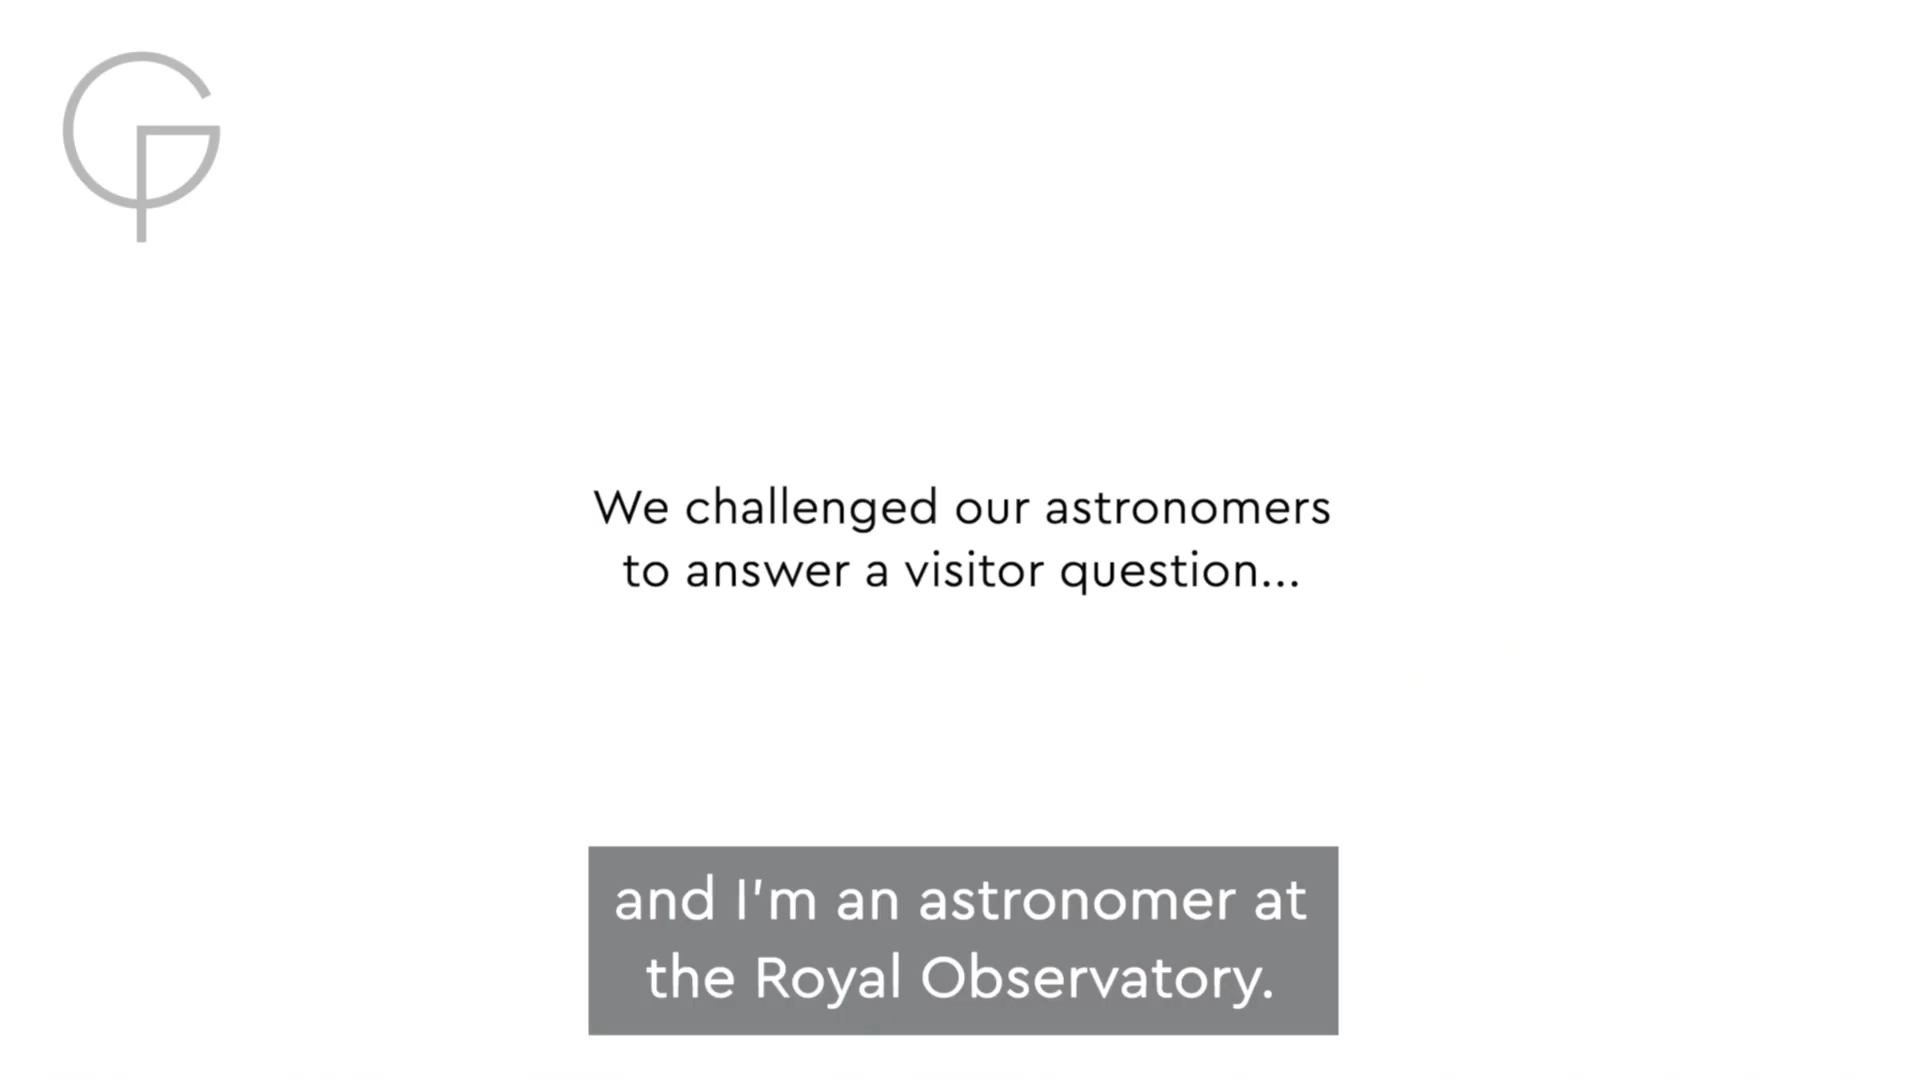 We challenged our astronomers
to answer a visitor question...
and I'm an astronomer at
the Royal Observatory.